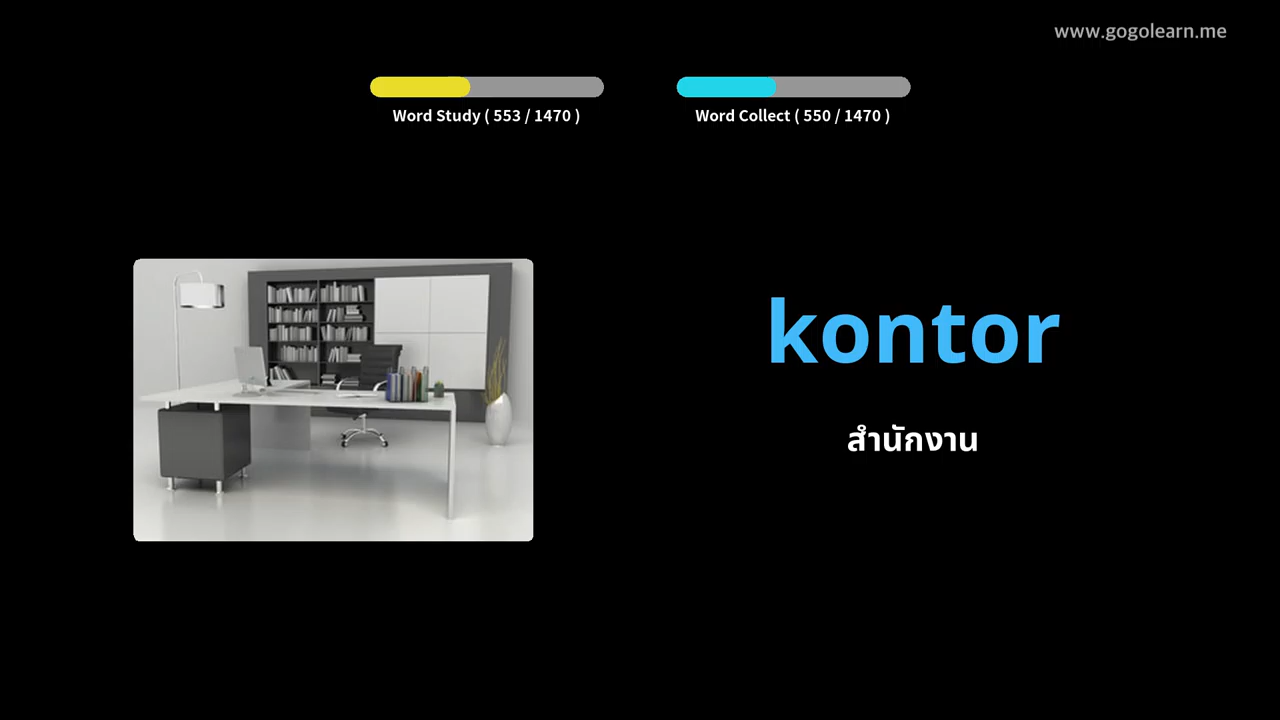 www.gogolearn.me
Word Study ( 553 / 1470 )
Word Collect ( 550 / 1470 )
kontor
สำนักงาน